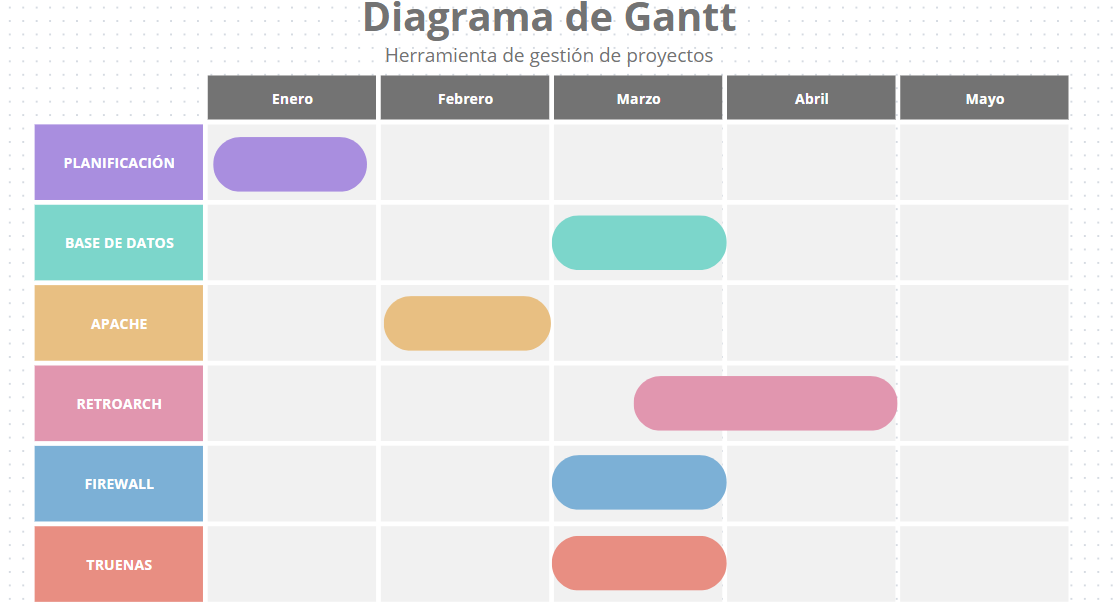 Diagrama de Gantt
Herramienta de gestión de proyectos
Enero Febrero Marzo Abril Mayo
PLANIFICACIÓN
BASE DE DATOS
APACHE
RETROARCH
FIREWALL
TRUENAS